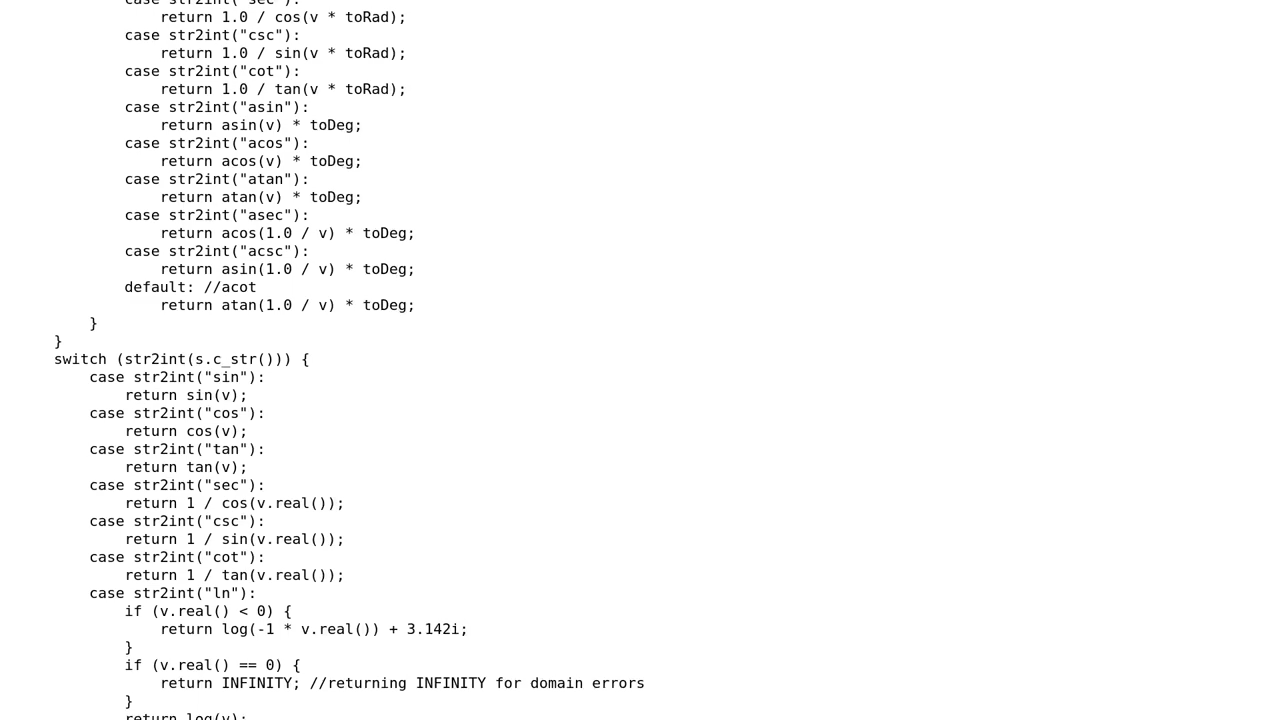 case str2int("sec"):
return 1.0 / cos(v * toRad);
case str2int("csc"):
return 1.0 / sin(v * toRad);
case str2int("cot"):
return 1.0 / tan(v * toRad);
case str2int("asin"):
return asin(v) * toDeg;
case str2int("acos"):
return acos(v) * toDeg;
case str2int("atan"):
return atan(v) * toDeg;
case str2int("asec"):
return acos(1.0 / v) * toDeg;
case str2int("acsc"):
return asin(1.0 / v) * toDeg;
default: //acot
return atan(1.0 / v) * toDeg;
}
}
switch (str2int(s.c_str())) {
case str2int("sin"):
return sin(v);
case str2int("cos"):
return cos(v);
case str2int("tan"):
return tan(v);
case str2int("sec"):
return 1 / cos(v.real());
case str2int("csc"):
return 1 / sin(v.real());
case str2int("cot"):
return 1 / tan(v.real());
case str2int("ln"):
if (v.real() < 0) {
return log(-1 * v.real()) + 3.142i;
}
if (v.real() == 0) {
return INFINITY; //returning INFINITY for domain errors
}
return log(v);